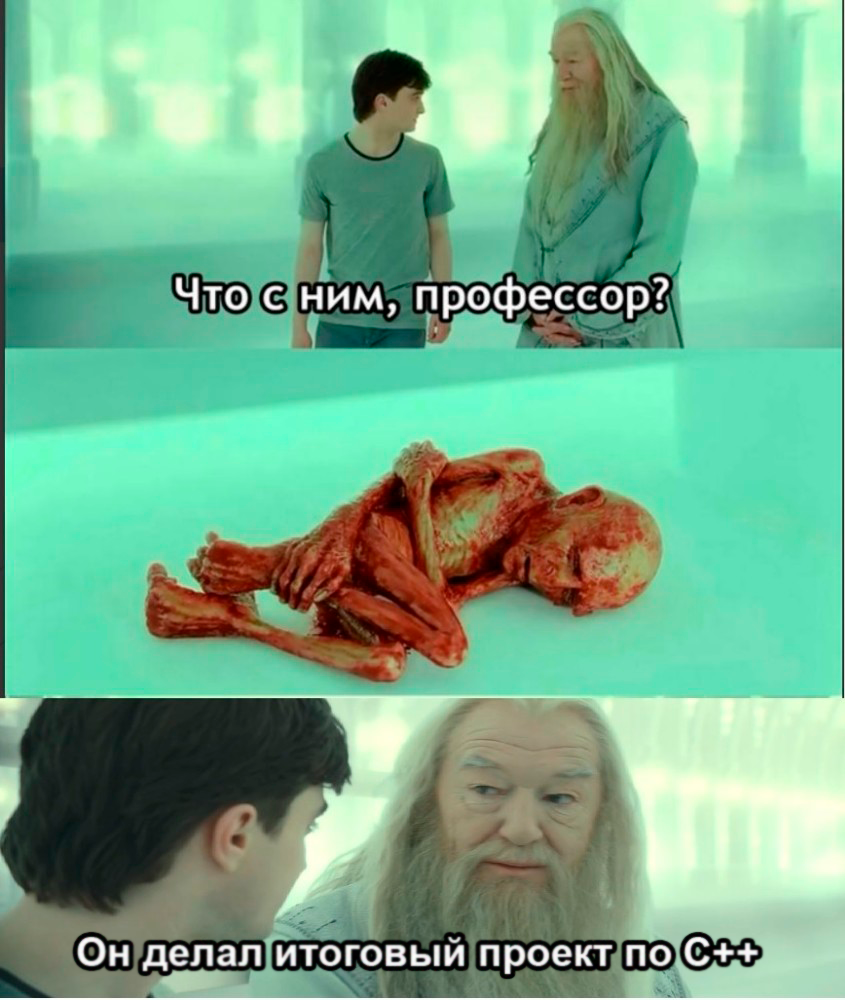 Что с ним, профессор?
Он делал итоговый проект по C++